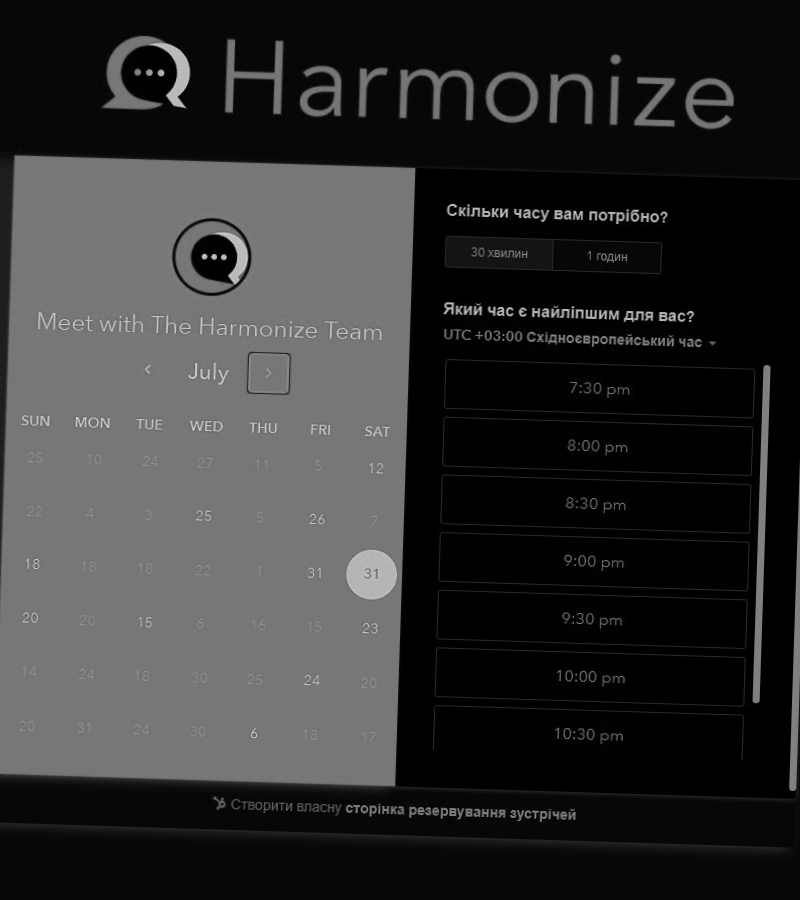 Harmonize
Meet with The Harmonize Team
July
SUN MON TUE WED THU FRI SAT
25 10 24 27 11 5 12
22 4 3 25 5 26 7
18 18 18 22 1 31 31
20 20 15 6 16 15 23
14 24 18 30 25 24 20
20 31 24 30 6 18 17
Скільки часу вам потрібно?
30 хвилин 1 годин
Який час є найліпшим для вас?
UTC +03:00 Східноєвропейський час
7:30 pm
8:00 pm
8:30 pm
9:00 pm
9:30 pm
10:00 pm
10:30 pm
Створити власну сторінка резервування зустрічей